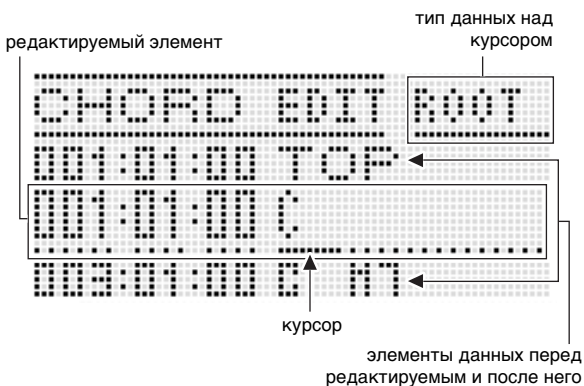 тип данных над
курсором
редактируемый элемент
CHORD EDIT ROOT
001:01:00 TOP
001:01:00 C
003:01:00 C M7
курсор
элементы данных перед
редактируемым и после него